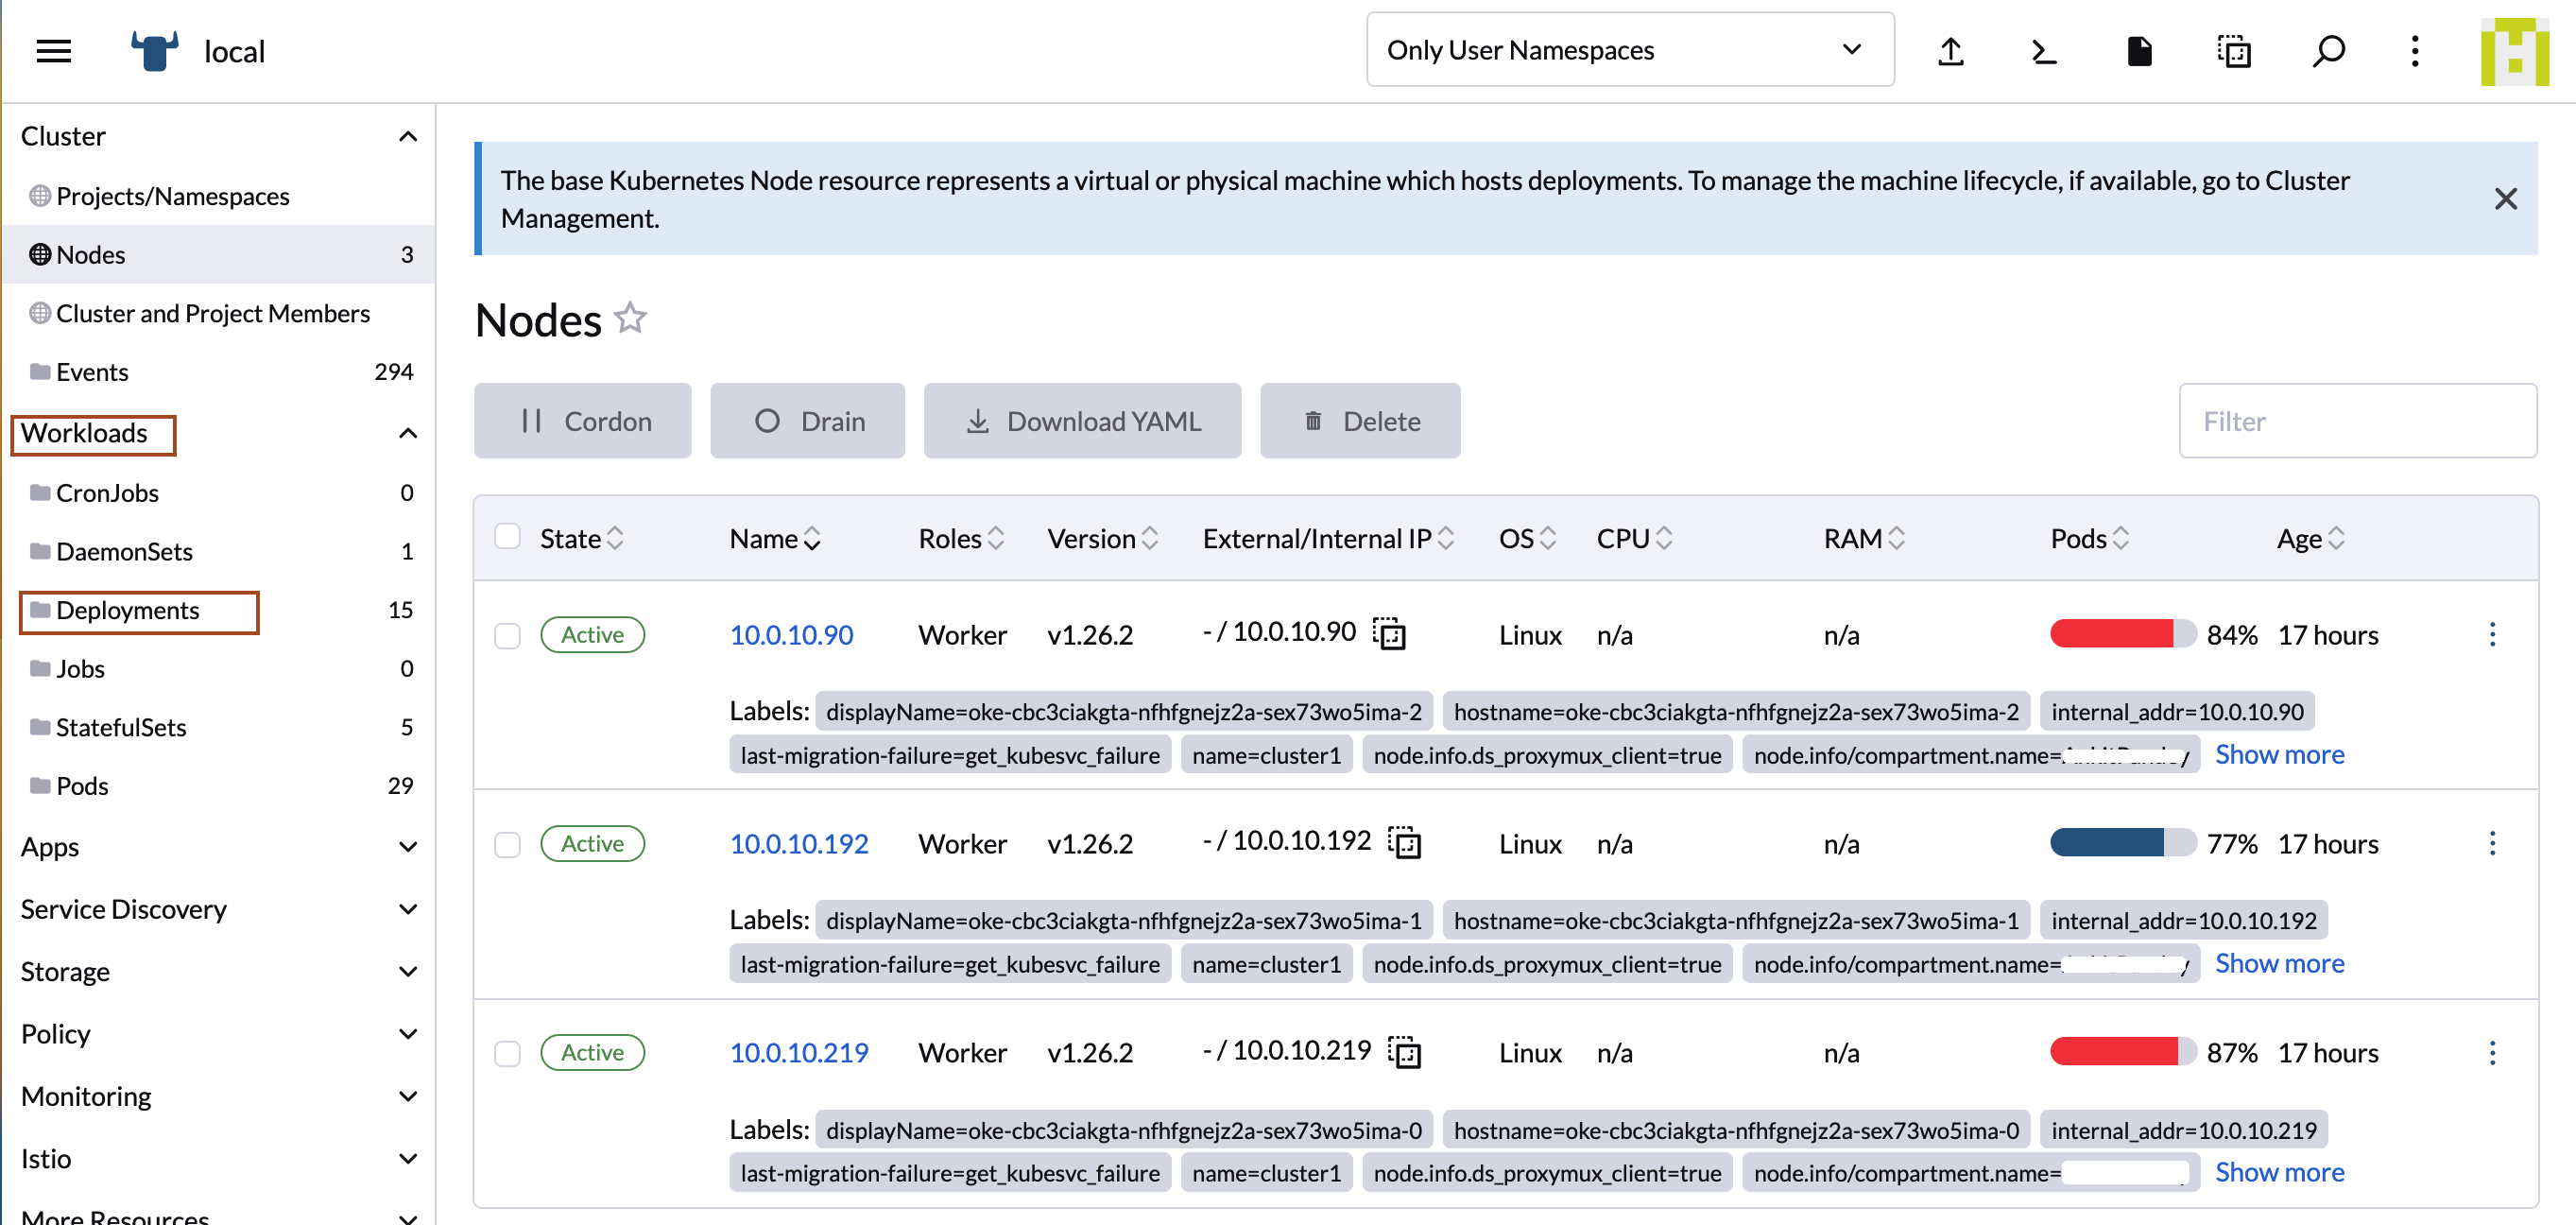 local
Only User Namespaces
Cluster
Projects/Namespaces
Nodes 3
Cluster and Project Members
Events 294
Workloads
CronJobs 0
DaemonSets 1
Deployments 15
Jobs 0
StatefulSets 5
Pods 29
Apps
Service Discovery
Storage
Policy
Monitoring
Istio
More Resources
The base Kubernetes Node resource represents a virtual or physical machine which hosts deployments. To manage the machine lifecycle, if available, go to Cluster
Management.
Nodes
Cordon Drain Download YAML Delete Filter
State Name Roles Version External/Internal IP OS CPU RAM Pods Age
Active 10.0.10.90 Worker v1.26.2 - / 10.0.10.90 Linux n/a n/a 84% 17 hours
Labels: displayName=oke-cbc3ciakgta-nfhfgnejz2a-sex73wo5ima-2 hostname=oke-cbc3ciakgta-nfhfgnejz2a-sex73wo5ima-2 internal_addr=10.0.10.90
last-migration-failure=get_kubesvc_failure name=cluster1 node.info.ds_proxymux_client=true node.info/compartment.name= Show more
Active 10.0.10.192 Worker v1.26.2 - / 10.0.10.192 Linux n/a n/a 77% 17 hours
Labels: displayName=oke-cbc3ciakgta-nfhfgnejz2a-sex73wo5ima-1 hostname=oke-cbc3ciakgta-nfhfgnejz2a-sex73wo5ima-1 internal_addr=10.0.10.192
last-migration-failure=get_kubesvc_failure name=cluster1 node.info.ds_proxymux_client=true node.info/compartment.name= Show more
Active 10.0.10.219 Worker v1.26.2 - / 10.0.10.219 Linux n/a n/a 87% 17 hours
Labels: displayName=oke-cbc3ciakgta-nfhfgnejz2a-sex73wo5ima-0 hostname=oke-cbc3ciakgta-nfhfgnejz2a-sex73wo5ima-0 internal_addr=10.0.10.219
last-migration-failure=get_kubesvc_failure name=cluster1 node.info.ds_proxymux_client=true node.info/compartment.name= Show more